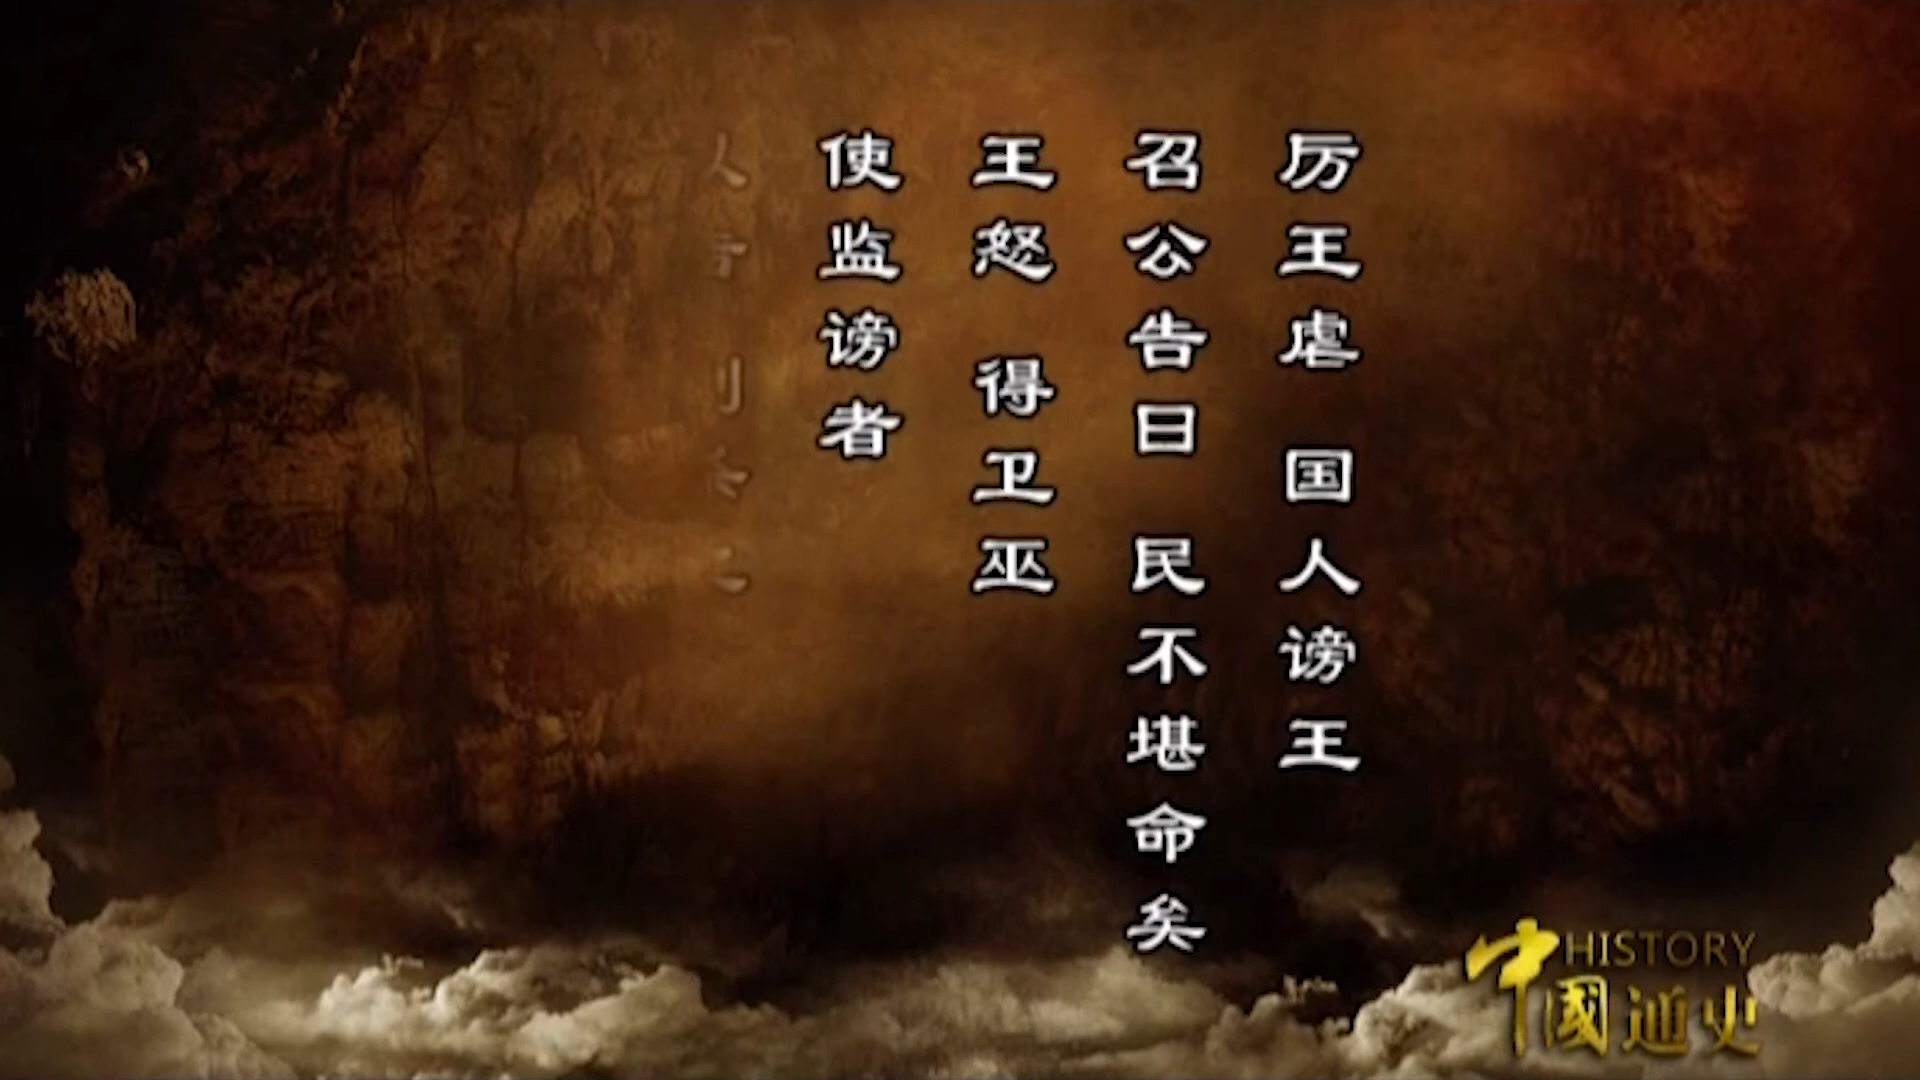 厉王虐 国人谤王
召公告曰 民不堪命矣
王怒 得卫巫
使监谤者
HISTORY
中國通史